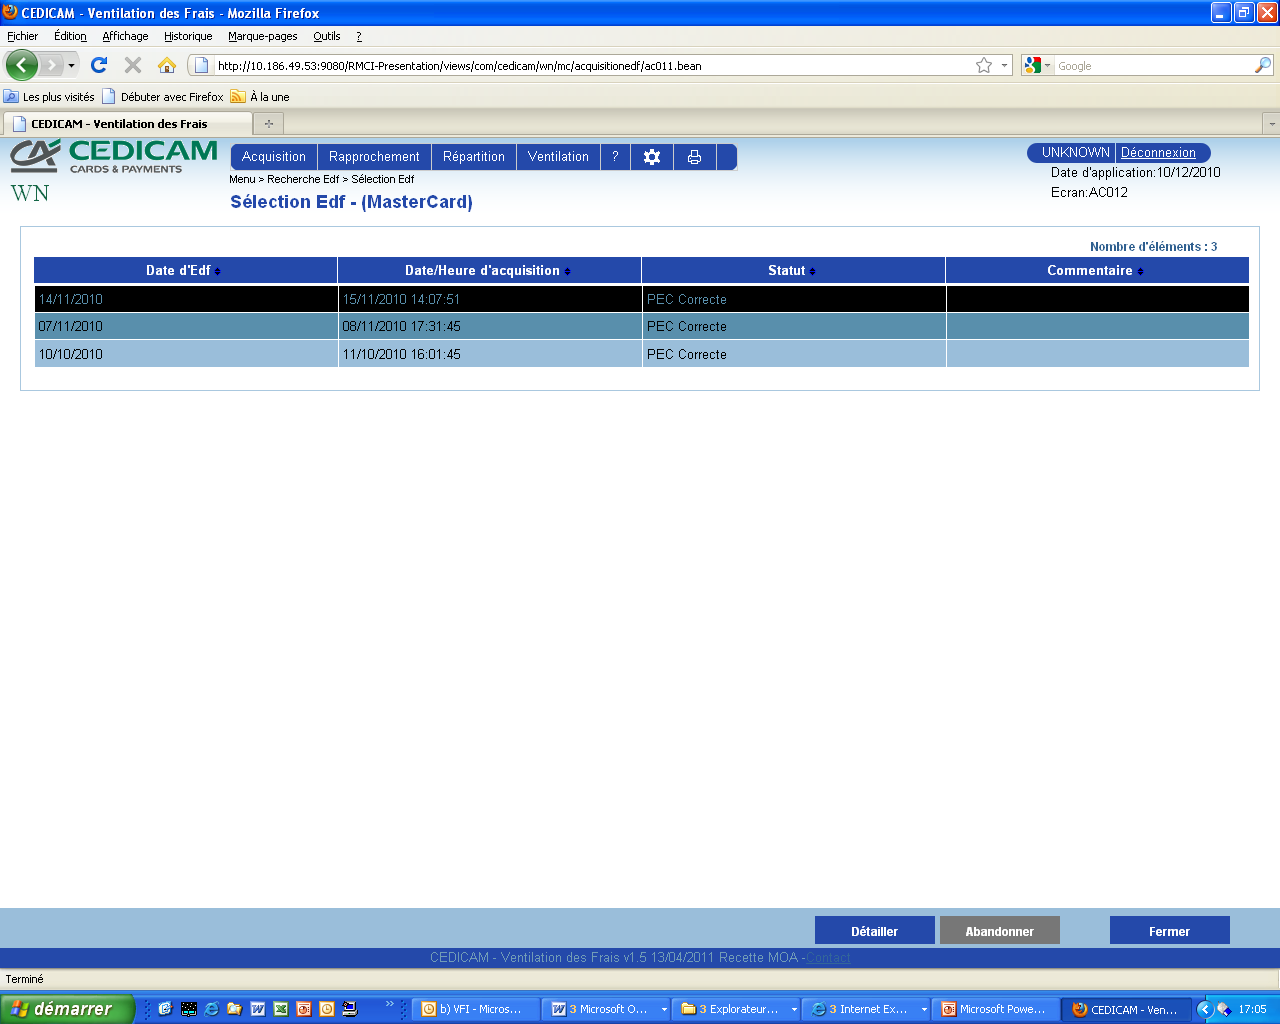 CEDICAM - Ventilation des Frais - Mozilla Firefox
Fichier Édition Affichage Historique Marque-pages Outils ?
http://10.186.49.53:9080/RMCI-Presentation/views/com/cedicam/wn/mc/acquisitionedf/ac011.bean Google
Les plus visités Débuter avec Firefox À la une
CEDICAM - Ventilation des Frais
CA CEDICAM
CARDS & PAYMENTS
WN
Acquisition Rapprochement Répartition Ventilation ?
UNKNOWN Déconnexion
Menu > Recherche Edf > Sélection Edf
Date d'application:10/12/2010
Sélection Edf - (MasterCard)
Ecran:AC012
Nombre d'éléments : 3
Date d'Edf Date/Heure d'acquisition Statut Commentaire
14/11/2010 15/11/2010 14:07:51 PEC Correcte
07/11/2010 08/11/2010 17:31:45 PEC Correcte
10/10/2010 11/10/2010 16:01:45 PEC Correcte
Détailler Abandonner Fermer
CEDICAM - Ventilation des Frais v1.5 13/04/2011 Recette MOA -Contact
Terminé
démarrer b) VFI - Micros... 3 Microsoft O... 3 Explorateur... 3 Internet Ex... Microsoft Powe... CEDICAM - Ven... 17:05